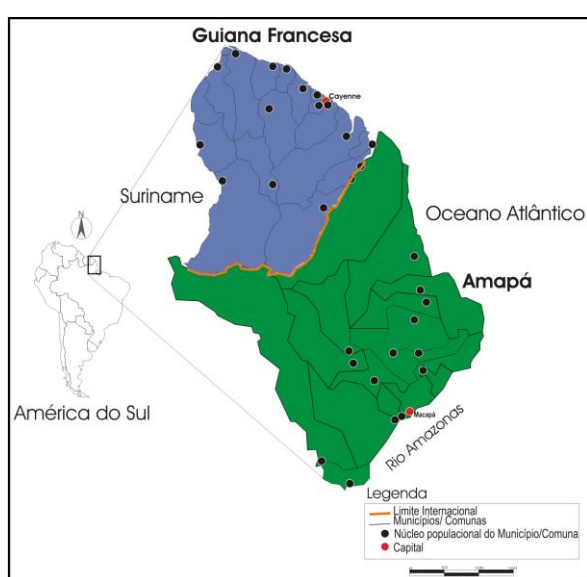 Guiana Francesa
Cayenne
Suriname
N
Oceano Atlântico
Amapá
América do Sul
Macapá
Rio Amazonas
Legenda
Limite Internacional
Municípios/ Comunas
Núcleo populacional do Município/Comuna
Capital